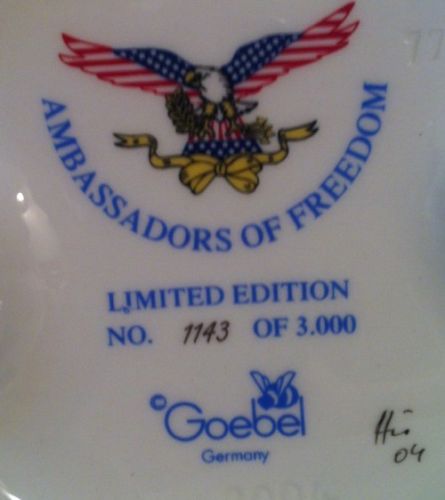 AMBASSADORS OF FREEDOM
LIMITED EDITION
NO. 1143 OF 3.000
© Goebel
Germany
04